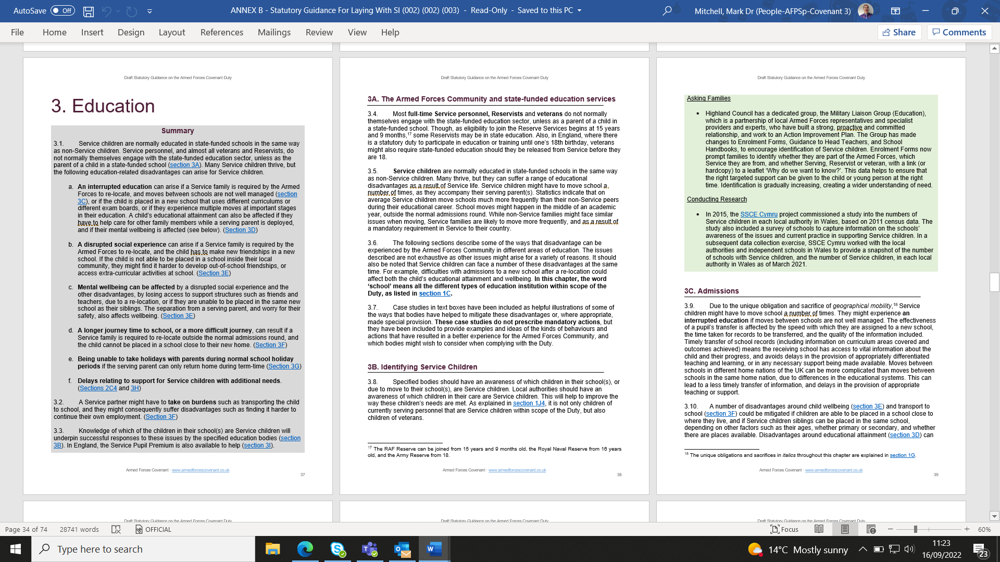 AutoSave Off
ANNEX B - Statutory Guidance For Laying With SI (002) (002) (003) - Read-Only - Saved to this PC
Mitchell, Mark Dr (People-AFPSp-Covenant 3)
File Home Insert Design Layout References Mailings Review View Help
Share Comments
Draft Statutory Guidance on the Armed Forces Covenant Duty
3. Education
Summary
3.1. Service children are normally educated in state-funded schools in the same way
as non-Service children. Service personnel, and almost all veterans and Reservists, do
not normally themselves engage with the state-funded education sector, unless as the
parent of a child in a state-funded school (section 3A). Many Service children thrive, but
the following education-related disadvantages can arise for Service children.
a. An interrupted education can arise if a Service family is required by the Armed
Forces to re-locate, and moves between schools are not well managed (section
3C), or if the child is placed in a new school that uses different curriculums or
different exam boards, or if they experience multiple moves at important stages
in their education. A child's educational attainment can also be affected if they
have to help care for other family members while a serving parent is deployed,
and if their mental wellbeing is affected (see below). (Section 3D)
b. A disrupted social experience can arise if a Service family is required by the
Armed Forces to re-locate, and the child has to make new friendships in a new
school. If the child is not able to be placed in a school inside their local
community, they might find it harder to develop out-of-school friendships, or
access extra-curricular activities at school. (Section 3E)
c. Mental wellbeing can be affected by a disrupted social experience and the
other disadvantages, by losing access to support structures such as friends and
teachers, due to a re-location, or if they are unable to be placed in the same new
school as their siblings. The separation from a serving parent, and worry for their
safety, also affects wellbeing. (Section 3E)
d. A longer journey time to school, or a more difficult journey, can result if a
Service family is required to re-locate outside the normal admissions round, and
the child cannot be placed in a school close to their new home. (Section 3F)
e. Being unable to take holidays with parents during normal school holiday
periods if the serving parent can only return home during term-time (Section 3G)
f. Delays relating to support for Service children with additional needs.
(Sections 2C4 and 3H)
3.2. A Service partner might have to take on burdens such as transporting the child
to school, and they might consequently suffer disadvantages such as finding it harder to
continue their own employment. (Section 3F)
3.3. Knowledge of which of the children in their school(s) are Service children will
underpin successful responses to these issues by the specified education bodies (section
3B). In England, the Service Pupil Premium is also available to help (section 3I).
Armed Forces Covenant · www.armedforcescovenant.co.uk
37
Draft Statutory Guidance on the Armed Forces Covenant Duty
3A. The Armed Forces Community and state-funded education services
3.4. Most full-time Service personnel, Reservists and veterans do not normally
themselves engage with the state-funded education sector, unless as a parent of a child in
a state-funded school. Though, as eligibility to join the Reserve Services begins at 15 years
and 9 months,17 some Reservists may be in state education. Also, in England, where there
is a statutory duty to participate in education or training until one's 18th birthday, veterans
might also require state-funded education should they be released from Service before they
are 18.
3.5. Service children are normally educated in state-funded schools in the same way
as non-Service children. Many thrive, but they can suffer a range of educational
disadvantages as a result of Service life. Service children might have to move school a
number of times, as they accompany their serving parent(s). Statistics indicate that on
average Service children move schools much more frequently than their non-Service peers
during their educational career. School moves might happen in the middle of an academic
year, outside the normal admissions round. While non-Service families might face similar
issues when moving, Service families are likely to move more frequently, and as a result of
a mandatory requirement in Service to their country.
3.6. The following sections describe some of the ways that disadvantage can be
experienced by the Armed Forces Community in different areas of education. The issues
described are not exhaustive as other issues might arise for a variety of reasons. It should
also be noted that Service children can face a number of these disadvantages at the same
time. For example, difficulties with admissions to a new school after a re-location could
affect both the child's educational attainment and wellbeing. In this chapter, the word
‘school’ means all the different types of education institution within scope of the
Duty, as listed in section 1C.
3.7. Case studies in text boxes have been included as helpful illustrations of some of
the ways that bodies have helped to mitigate these disadvantages or, where appropriate,
made special provision. These case studies do not prescribe mandatory actions, but
they have been included to provide examples and ideas of the kinds of behaviours and
actions that have resulted in a better experience for the Armed Forces Community, and
which bodies might wish to consider when complying with the Duty.
3B. Identifying Service Children
3.8. Specified bodies should have an awareness of which children in their school(s), or
due to move to their school(s), are Service children. Local authorities should have an
awareness of which children in their care are Service children. This will help to improve the
way these children's needs are met. As explained in section 1J4, it is not only children of
currently serving personnel that are Service children within scope of the Duty, but also
children of veterans.
17 The RAF Reserve can be joined from 15 years and 9 months old, the Royal Naval Reserve from 16 years
old, and the Army Reserve from 18.
Armed Forces Covenant · www.armedforcescovenant.co.uk
38
Draft Statutory Guidance on the Armed Forces Covenant Duty
Asking Families
• Highland Council has a dedicated group, the Military Liaison Group (Education),
which is a partnership of local Armed Forces representatives and specialist
providers and experts, who have built a strong, proactive and committed
relationship, and work to an Action Improvement Plan. The Group has made
changes to Enrolment Forms, Guidance to Head Teachers, and School
Handbooks, to encourage identification of Service children. Enrolment Forms now
prompt families to identify whether they are part of the Armed Forces, which
Service they are from, and whether Serving, Reservist or veteran, with a link (or
hardcopy) to a leaflet ‘Why do we want to know?’. This data helps to ensure that
the right targeted support can be given to the child or young person at the right
time. Identification is gradually increasing, creating a wider understanding of need.
Conducting Research
• In 2015, the SSCE Cymru project commissioned a study into the numbers of
Service children in each local authority in Wales, based on 2011 census data. The
study also included a survey of schools to capture information on the schools’
awareness of the issues and current practice in supporting Service children. In a
subsequent data collection exercise, SSCE Cymru worked with the local
authorities and independent schools in Wales to provide a snapshot of the number
of schools with Service children, and the number of Service children, in each local
authority in Wales as of March 2021.
3C. Admissions
3.9. Due to the unique obligation and sacrifice of geographical mobility,18 Service
children might have to move school a number of times. They might experience an
interrupted education if moves between schools are not well managed. The effectiveness
of a pupil's transfer is affected by the speed with which they are assigned to a new school,
the time taken for records to be transferred, and the quality of the information included.
Timely transfer of school records (including information on curriculum areas covered and
outcomes achieved) means the receiving school has access to vital information about the
child and their progress, and avoids delays in the provision of appropriately differentiated
teaching and learning, or in any necessary support being made available. Moves between
schools in different home nations of the UK can be more complicated than moves between
schools in the same home nation, due to differences in the educational systems. This can
lead to a less timely transfer of information, and delays in the provision of appropriate
teaching or support.
3.10. A number of disadvantages around child wellbeing (section 3E) and transport to
school (section 3F) could be mitigated if children are able to be placed in a school close to
where they live, and if Service children siblings can be placed in the same school,
depending on other factors such as their ages, whether primary or secondary, and whether
there are places available. Disadvantages around educational attainment (section 3D) can
18 The unique obligations and sacrifices in italics throughout this chapter are explained in section 1G.
Armed Forces Covenant · www.armedforcescovenant.co.uk
39
Draft Statutory Guidance on the Armed Forces Covenant Duty
Draft Statutory Guidance on the Armed Forces Covenant Duty
Draft Statutory Guidance on the Armed Forces Covenant Duty
Page 34 of 74 28741 words OFFICIAL
Focus 60%
Type here to search
14°C Mostly sunny
11:23
16/09/2022
23